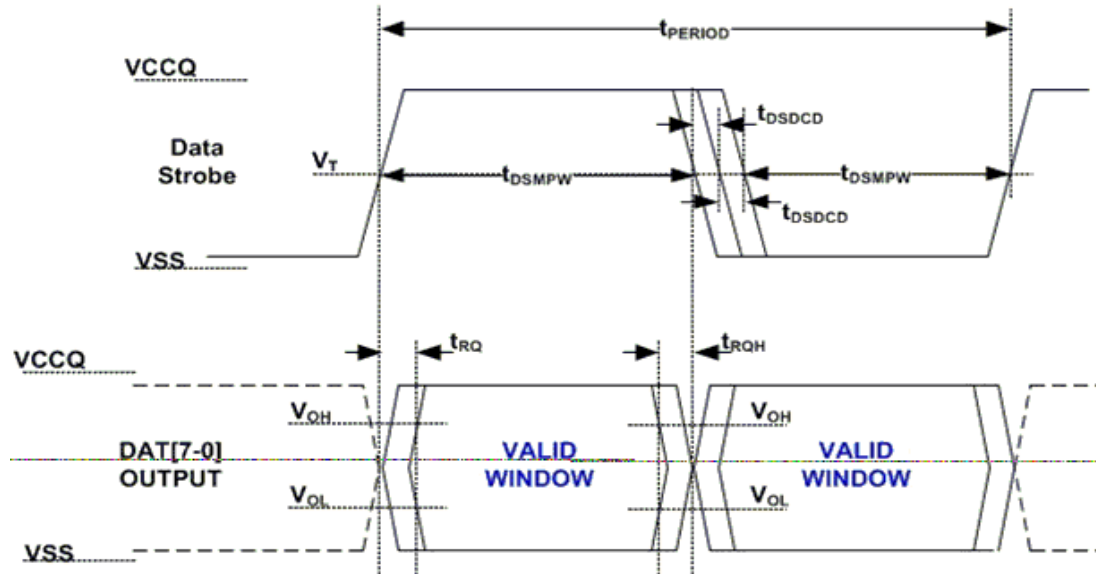 tPERIOD
VCCQ
tDSDCD
Data
Strobe
VT
tDSMPW
tDSMPW
tDSDCD
VSS
tRQ
tRQH
VCCQ
VOH
VOH
DAT[7-0]
OUTPUT
VALID
WINDOW
VALID
WINDOW
VOL
VOL
VSS